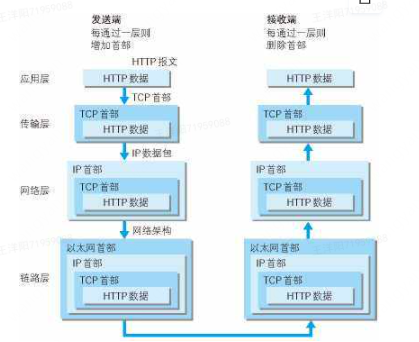 发送端
每通过一层则
增加首部
接收端
每通过一层则
删除首部
HTTP 报文
应用层
HTTP 数据
HTTP 数据
TCP 首部
传输层
TCP 首部
HTTP 数据
TCP 首部
HTTP 数据
IP 数据包
网络层
IP 首部
TCP 首部
HTTP 数据
IP 首部
TCP 首部
HTTP 数据
网络架构
链路层
以太网首部
IP 首部
TCP 首部
HTTP 数据
以太网首部
IP 首部
TCP 首部
HTTP 数据